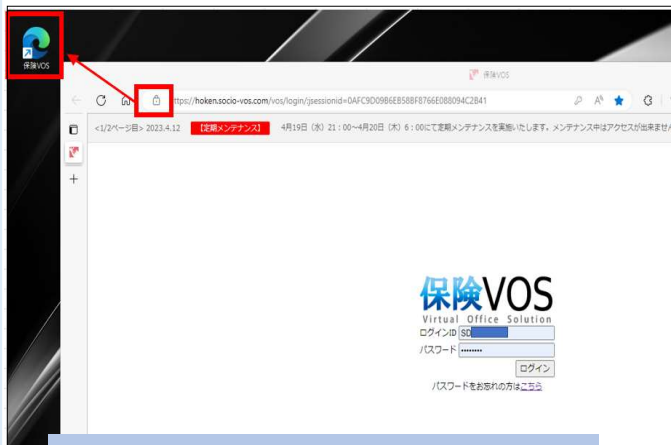 保険VOS
保険VOS
https://hoken.socio-vos.com/vos/login/;jsessionid=0AFC9D09B6EB58BF8766E088094C2B41
<1/2ページ目> 2023.4.12 【定期メンテナンス】 4月19日（水）21：00～4月20日（木）6：00にて定期メンテナンスを実施いたします。メンテナンス中はアクセスが出来ません
保険VOS
Virtual Office Solution
ログインID SD
パスワード ••••••••
ログイン
パスワードをお忘れの方はこちら